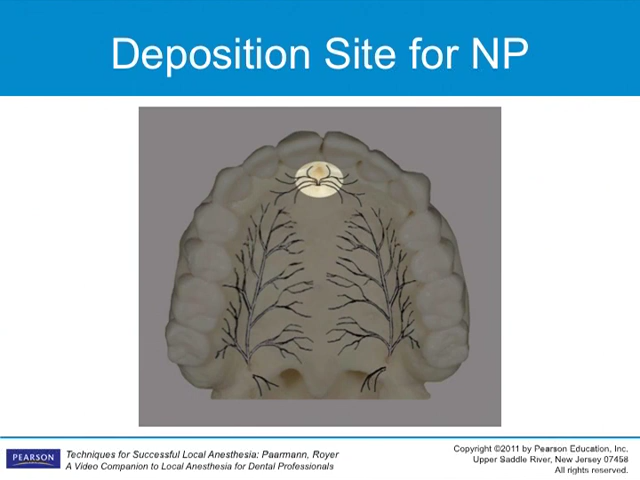 Deposition Site for NP
PEARSON
Techniques for Successful Local Anesthesia: Paarmann, Royer
A Video Companion to Local Anesthesia for Dental Professionals
Copyright ©2011 by Pearson Education, Inc.
Upper Saddle River, New Jersey 07458
All rights reserved.